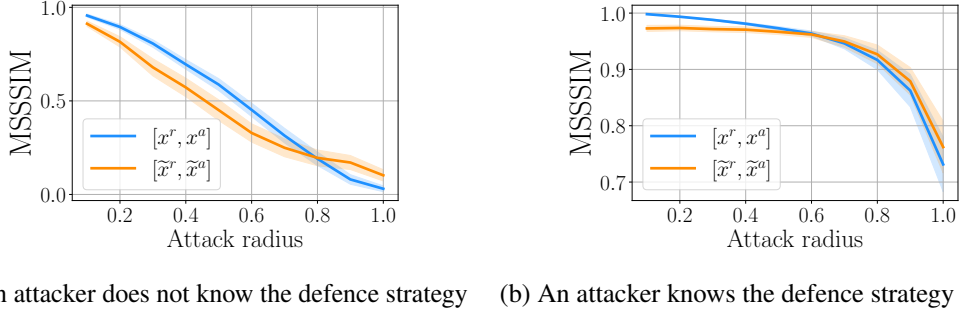 MSSSIM
1.0
0.5
0.0
[x^r, x^a]
[x̃^r, x̃^a]
0.2 0.4 0.6 0.8 1.0
Attack radius
MSSSIM
1.0
0.9
0.8
0.7
[x^r, x^a]
[x̃^r, x̃^a]
0.2 0.4 0.6 0.8 1.0
Attack radius
attacker does not know the defence strategy
(b) An attacker knows the defence strategy